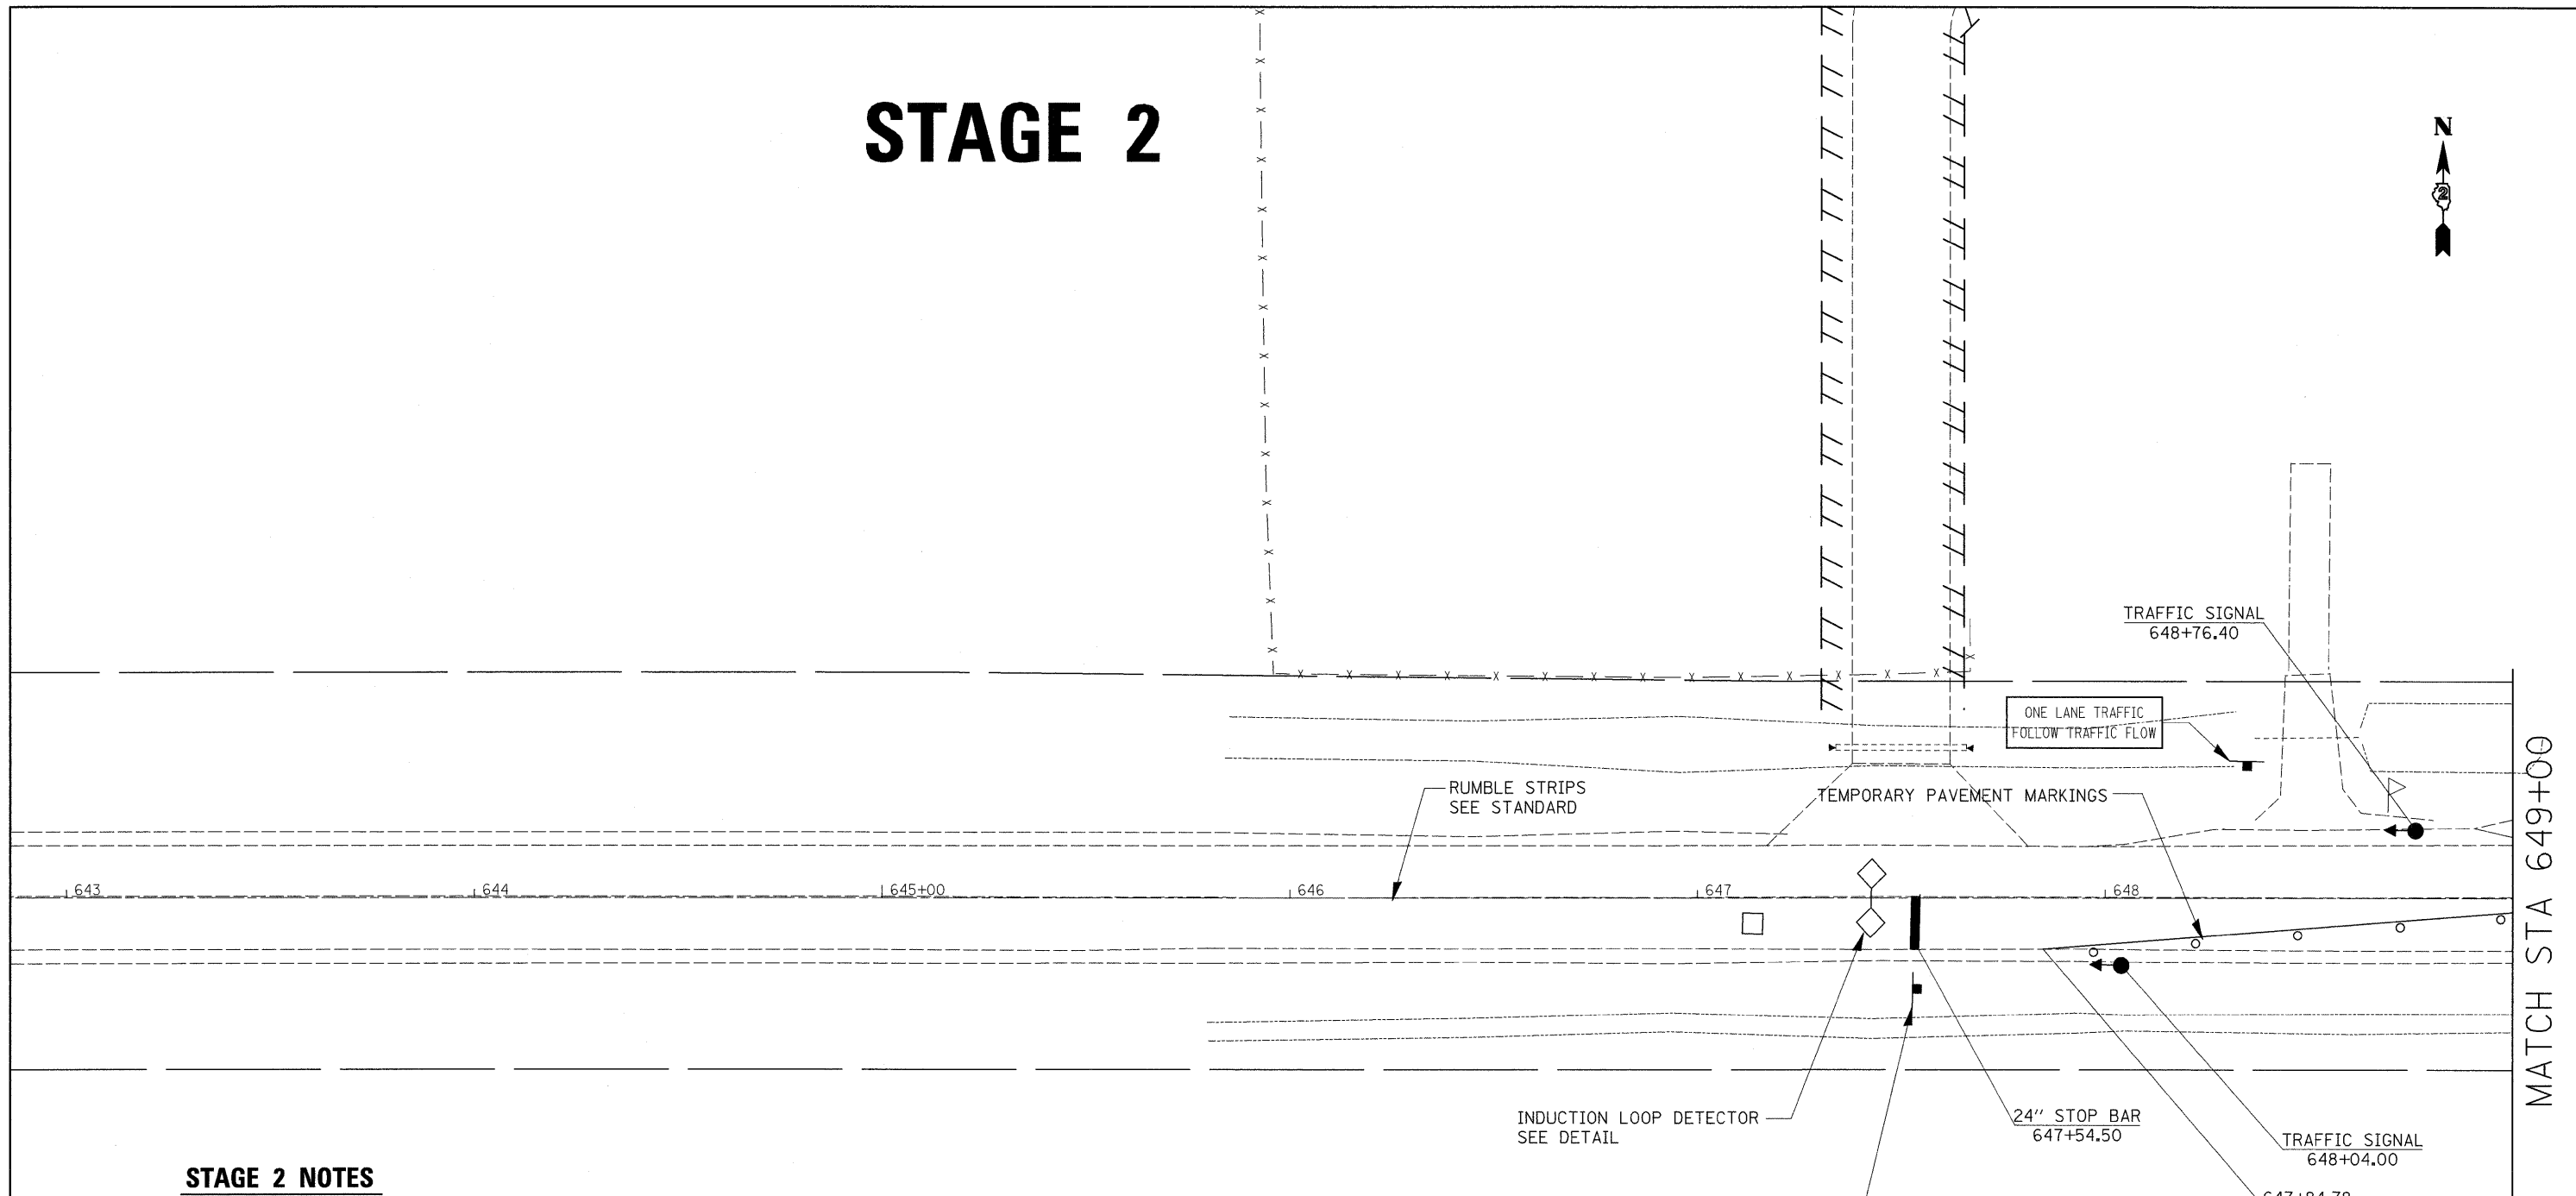 STAGE 2
N
2
TRAFFIC SIGNAL
648+76.40
ONE LANE TRAFFIC
FOLLOW TRAFFIC FLOW
RUMBLE STRIPS
SEE STANDARD
TEMPORARY PAVEMENT MARKINGS
643
644
645+00
646
647
648
MATCH STA 649+00
INDUCTION LOOP DETECTOR
SEE DETAIL
24" STOP BAR
647+54.50
TRAFFIC SIGNAL
648+04.00
STAGE 2 NOTES